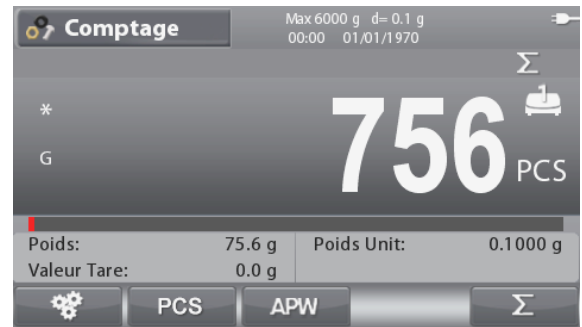 Comptage
Max 6000 g d= 0.1 g
00:00 01/01/1970
Σ
1
*
756 PCS
G
Poids: 75.6 g Poids Unit: 0.1000 g
Valeur Tare: 0.0 g
PCS APW Σ